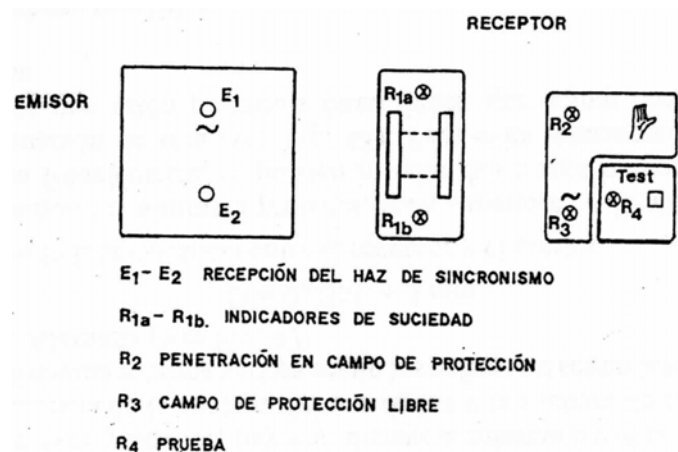 RECEPTOR
EMISOR
E1
E2
R1a
R1b
R2
Test
R3
R4
E1- E2 RECEPCIÓN DEL HAZ DE SINCRONISMO
R1a- R1b. INDICADORES DE SUCIEDAD
R2 PENETRACIÓN EN CAMPO DE PROTECCIÓN
R3 CAMPO DE PROTECCIÓN LIBRE
R4 PRUEBA